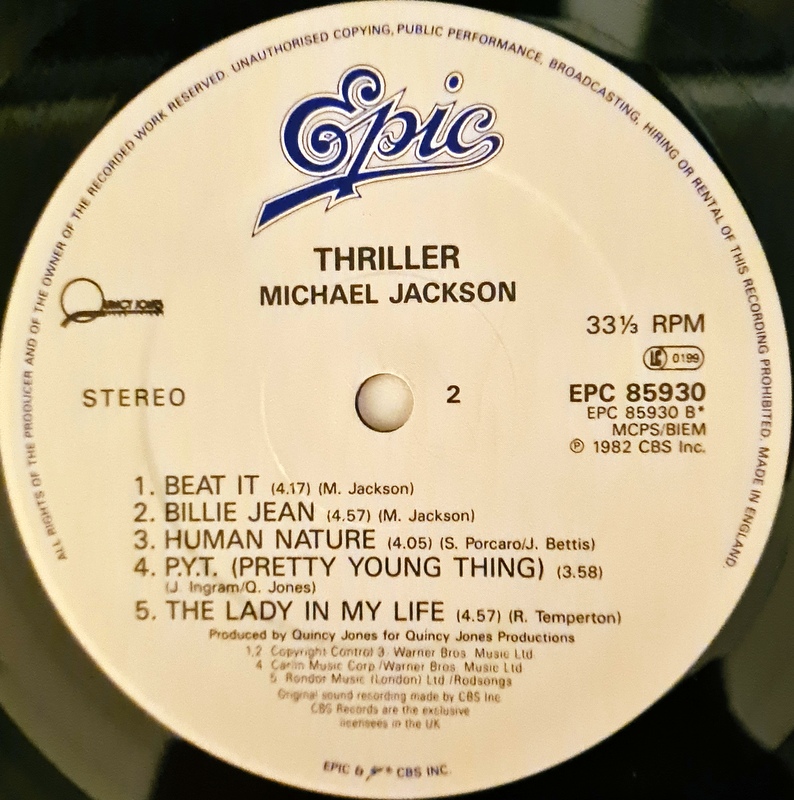 ALL RIGHTS OF THE PRODUCER AND OF THE OWNER OF THE RECORDED WORK RESERVED. UNAUTHORISED COPYING, PUBLIC PERFORMANCE, BROADCASTING, HIRING OR RENTAL OF THIS RECORDING PROHIBITED. MADE IN ENGLAND.
Epic
THRILLER
MICHAEL JACKSON
QUINCY JONES
33⅓ RPM
LC 0199
STEREO
2
EPC 85930
EPC 85930 B*
MCPS/BIEM
℗ 1982 CBS Inc.
1. BEAT IT (4.17) (M. Jackson)
2. BILLIE JEAN (4.57) (M. Jackson)
3. HUMAN NATURE (4.05) (S. Porcaro/J. Bettis)
4. P.Y.T. (PRETTY YOUNG THING) (3.58)
(J. Ingram/Q. Jones)
5. THE LADY IN MY LIFE (4.57) (R. Temperton)
Produced by Quincy Jones for Quincy Jones Productions
1,2 Copyright Control 3. Warner Bros. Music Ltd
4 Carlin Music Corp./Warner Bros. Music Ltd
5 Rondor Music (London) Ltd./Rodsongs
Original sound recording made by CBS Inc
CBS Records are the exclusive
licensees in the UK
EPIC & ® CBS INC.